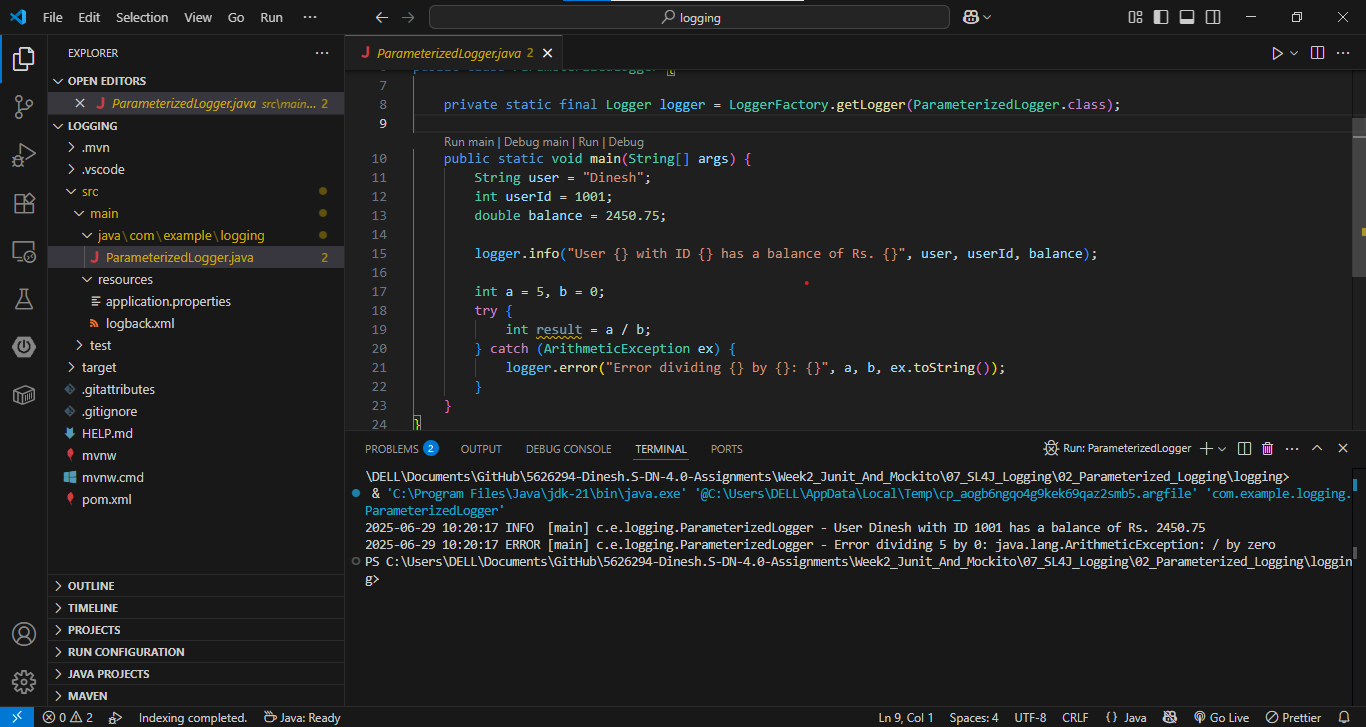 File Edit Selection View Go Run ··· logging
EXPLORER ···
OPEN EDITORS
ParameterizedLogger.java src\main... 2
LOGGING
.mvn
.vscode
src
main
java\com\example\logging
ParameterizedLogger.java 2
resources
application.properties
logback.xml
test
target
.gitattributes
.gitignore
HELP.md
mvnw
mvnw.cmd
pom.xml
OUTLINE
TIMELINE
PROJECTS
RUN CONFIGURATION
JAVA PROJECTS
MAVEN
ParameterizedLogger.java 2
7
8 private static final Logger logger = LoggerFactory.getLogger(ParameterizedLogger.class);
9
Run main | Debug main | Run | Debug
10 public static void main(String[] args) {
11 String user = "Dinesh";
12 int userId = 1001;
13 double balance = 2450.75;
14
15 logger.info("User {} with ID {} has a balance of Rs. {}", user, userId, balance);
16
17 int a = 5, b = 0;
18 try {
19 int result = a / b;
20 } catch (ArithmeticException ex) {
21 logger.error("Error dividing {} by {}: {}", a, b, ex.toString());
22 }
23 }
24 }
PROBLEMS 2 OUTPUT DEBUG CONSOLE TERMINAL PORTS Run: ParameterizedLogger
\DELL\Documents\GitHub\5626294-Dinesh.S-DN-4.0-Assignments\Week2_Junit_And_Mockito\07_SL4J_Logging\02_Parameterized_Logging\logging>
& 'C:\Program Files\Java\jdk-21\bin\java.exe' '@C:\Users\DELL\AppData\Local\Temp\cp_aogb6ngqo4g9kek69qaz2smb5.argfile' 'com.example.logging.
ParameterizedLogger'
2025-06-29 10:20:17 INFO  [main] c.e.logging.ParameterizedLogger - User Dinesh with ID 1001 has a balance of Rs. 2450.75
2025-06-29 10:20:17 ERROR [main] c.e.logging.ParameterizedLogger - Error dividing 5 by 0: java.lang.ArithmeticException: / by zero
PS C:\Users\DELL\Documents\GitHub\5626294-Dinesh.S-DN-4.0-Assignments\Week2_Junit_And_Mockito\07_SL4J_Logging\02_Parameterized_Logging\loggin
g>
0 2 Indexing completed. Java: Ready Ln 9, Col 1 Spaces: 4 UTF-8 CRLF {} Java Go Live Prettier